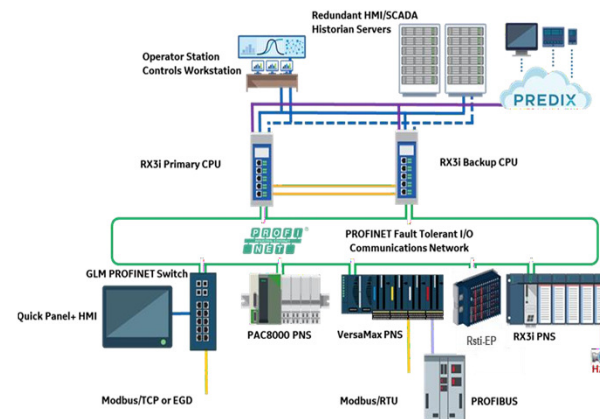 Redundant HMI/SCADA
Historian Servers
Operator Station
Controls Workstation
PREDIX
RX3i Primary CPU
RX3i Backup CPU
PROFI
NET
PROFINET Fault Tolerant I/O
Communications Network
GLM PROFINET Switch
Quick Panel+ HMI
PAC8000 PNS
VersaMax PNS
Rsti-EP
RX3i PNS
Modbus/TCP or EGD
Modbus/RTU
PROFIBUS